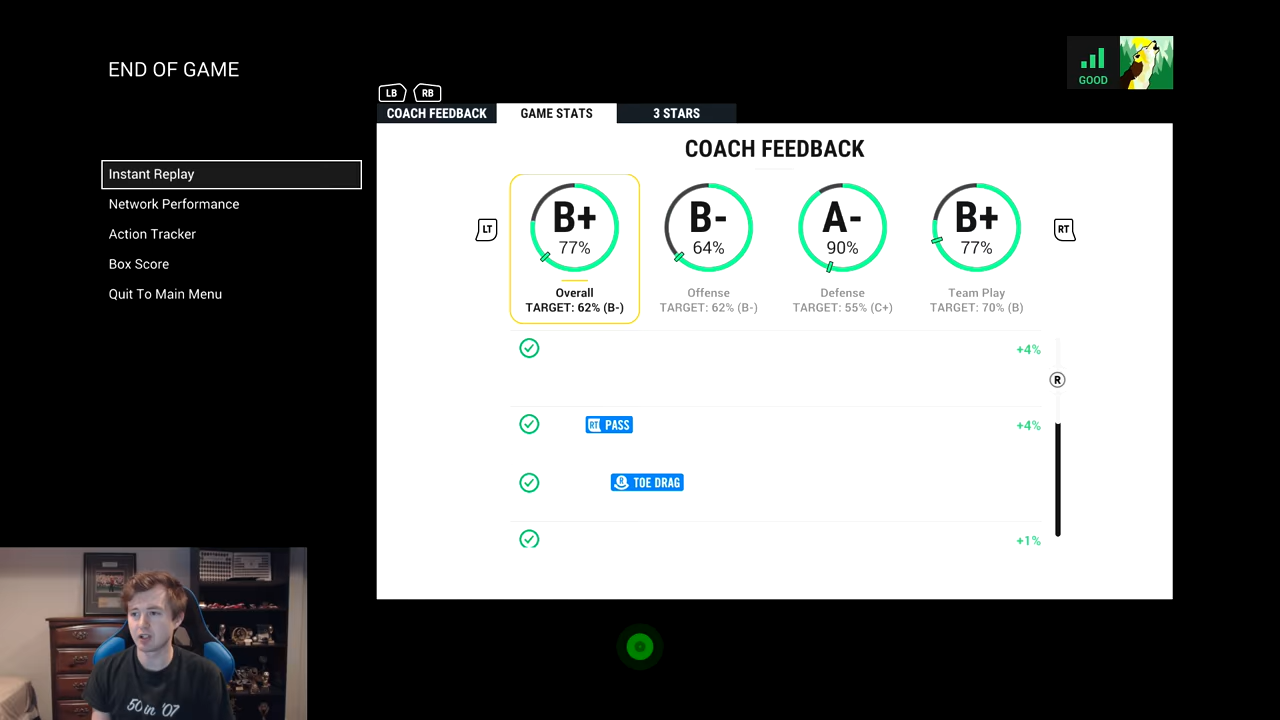 END OF GAME
GOOD
LB RB
COACH FEEDBACK GAME STATS 3 STARS
COACH FEEDBACK
Instant Replay
Network Performance
Action Tracker
Box Score
Quit To Main Menu
LT
B+ B- A- B+
77% 64% 90% 77%
RT
Overall Offense Defense Team Play
TARGET: 62% (B-) TARGET: 62% (B-) TARGET: 55% (C+) TARGET: 70% (B)
+4%
R
RT PASS +4%
R TOE DRAG
+1%
50 in '07